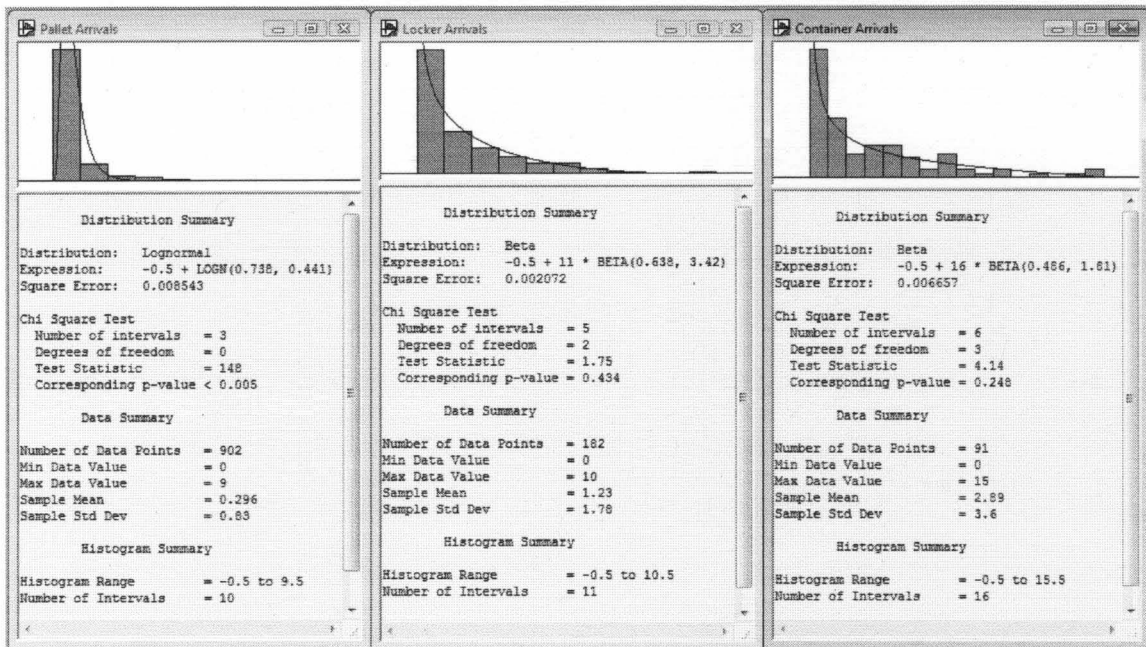 Pallet Arrivals
Distribution Summary
Distribution: Lognormal
Expression: -0.5 + LOGN(0.738, 0.441)
Square Error: 0.008543
Chi Square Test
Number of intervals = 3
Degrees of freedom = 0
Test Statistic = 148
Corresponding p-value < 0.005
Data Summary
Number of Data Points = 902
Min Data Value = 0
Max Data Value = 9
Sample Mean = 0.296
Sample Std Dev = 0.83
Histogram Summary
Histogram Range = -0.5 to 9.5
Number of Intervals = 10
Locker Arrivals
Distribution Summary
Distribution: Beta
Expression: -0.5 + 11 * BETA(0.638, 3.42)
Square Error: 0.002072
Chi Square Test
Number of intervals = 5
Degrees of freedom = 2
Test Statistic = 1.75
Corresponding p-value = 0.434
Data Summary
Number of Data Points = 182
Min Data Value = 0
Max Data Value = 10
Sample Mean = 1.23
Sample Std Dev = 1.78
Histogram Summary
Histogram Range = -0.5 to 10.5
Number of Intervals = 11
Container Arrivals
Distribution Summary
Distribution: Beta
Expression: -0.5 + 16 * BETA(0.486, 1.81)
Square Error: 0.006657
Chi Square Test
Number of intervals = 6
Degrees of freedom = 3
Test Statistic = 4.14
Corresponding p-value = 0.248
Data Summary
Number of Data Points = 91
Min Data Value = 0
Max Data Value = 15
Sample Mean = 2.89
Sample Std Dev = 3.6
Histogram Summary
Histogram Range = -0.5 to 15.5
Number of Intervals = 16